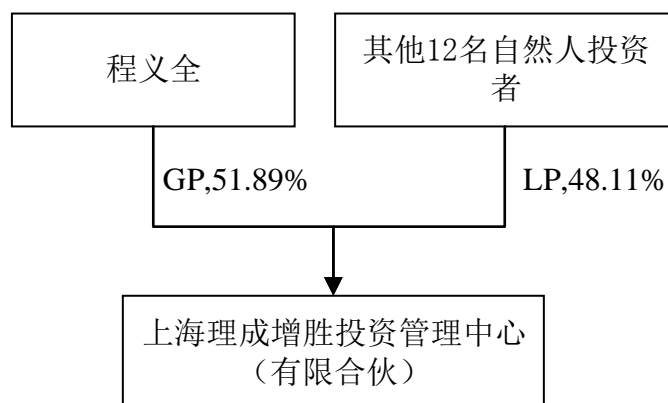 程义全
其他12名自然人投资
者
GP,51.89%
LP,48.11%
上海理成增胜投资管理中心
（有限合伙）